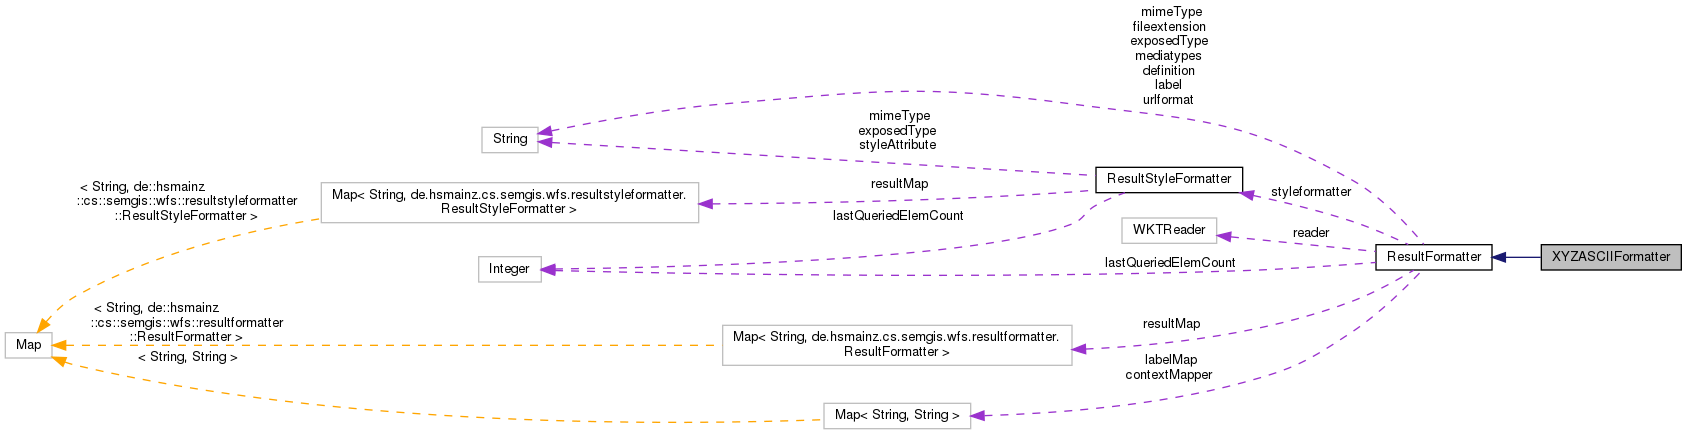 mimeType
fileextension
exposedType
mediatypes
definition
label
urlformat
mimeType
exposedType
styleAttribute
String
ResultStyleFormatter
resultMap
styleformatter
< String, de::hsmainz
::cs::semgis::wfs::resultstyleformatter
::ResultStyleFormatter >
Map< String, de.hsmainz.cs.semgis.wfs.resultstyleformatter.
ResultStyleFormatter >
lastQueriedElemCount
WKTReader
reader
ResultFormatter
XYZASCIIFormatter
Integer
lastQueriedElemCount
< String, de::hsmainz
::cs::semgis::wfs::resultformatter
::ResultFormatter >
Map
< String, String >
Map< String, de.hsmainz.cs.semgis.wfs.resultformatter.
ResultFormatter >
resultMap
labelMap
contextMapper
Map< String, String >